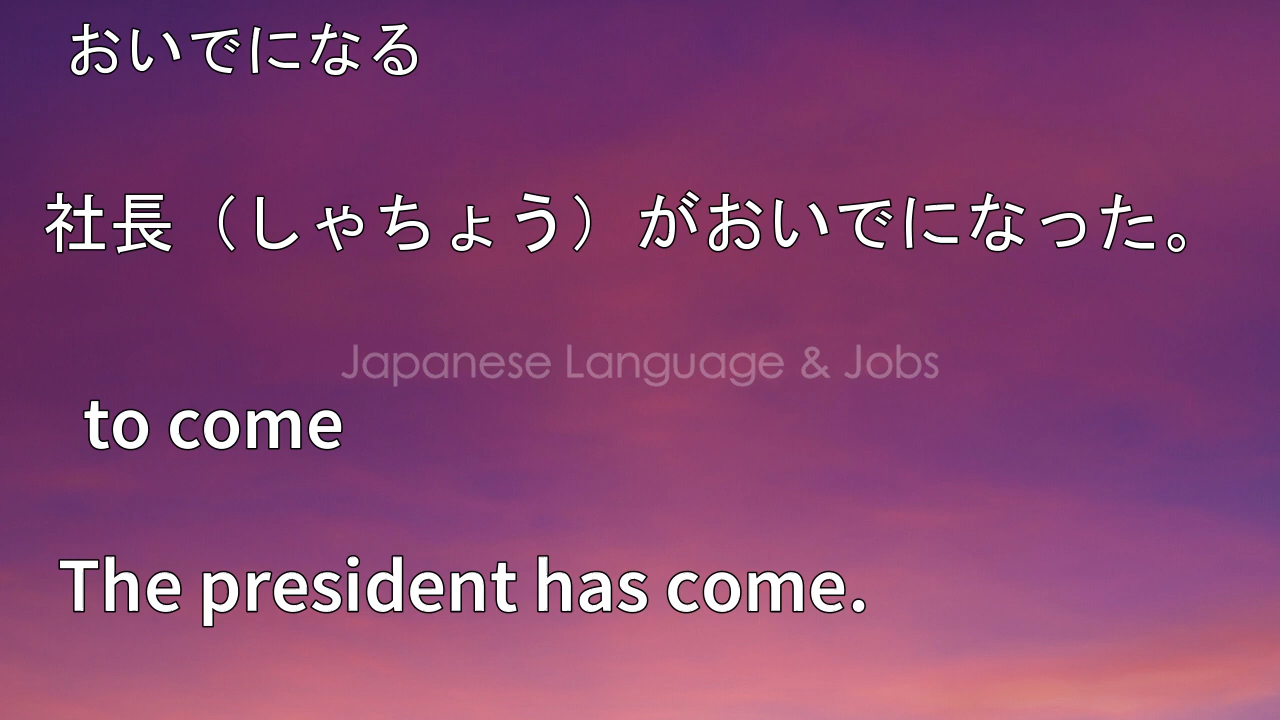 おいでになる
社長（しゃちょう）がおいでになった。
Japanese Language & Jobs
to come
The president has come.